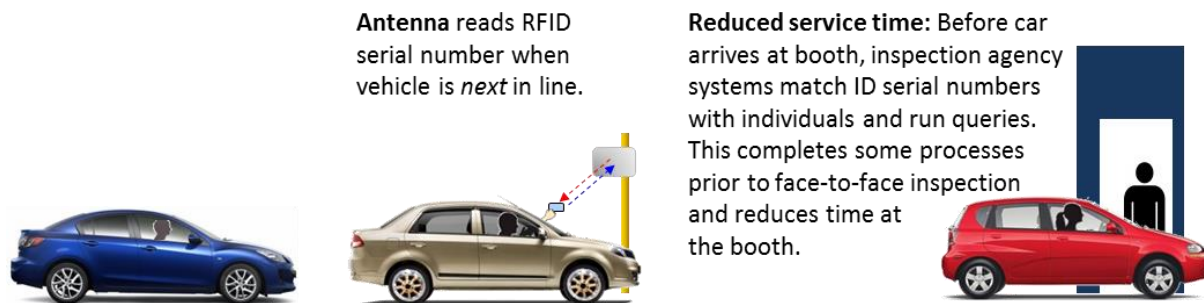 Antenna reads RFID
serial number when
vehicle is next in line.
Reduced service time: Before car
arrives at booth, inspection agency
systems match ID serial numbers
with individuals and run queries.
This completes some processes
prior to face-to-face inspection
and reduces time at
the booth.